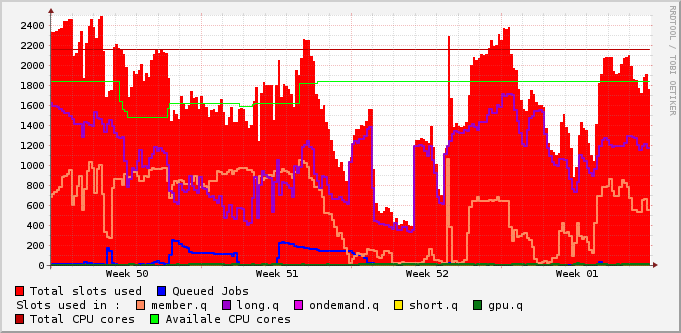 RRDTOOL / TOBI OETIKER
2400
2200
2000
1800
1600
1400
1200
1000
800
600
400
200
0
Week 50 Week 51 Week 52 Week 01
Total slots used Queued Jobs
Slots used in : member.q long.q ondemand.q short.q gpu.q
Total CPU cores Availale CPU cores